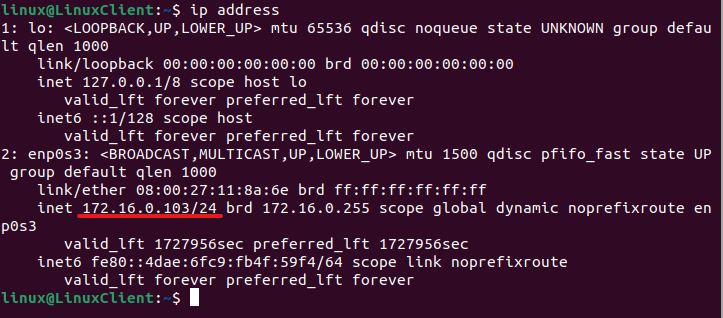 linux@LinuxClient:~$ ip address
1: lo: <LOOPBACK,UP,LOWER_UP> mtu 65536 qdisc noqueue state UNKNOWN group defau
lt qlen 1000
    link/loopback 00:00:00:00:00:00 brd 00:00:00:00:00:00
    inet 127.0.0.1/8 scope host lo
       valid_lft forever preferred_lft forever
    inet6 ::1/128 scope host
       valid_lft forever preferred_lft forever
2: enp0s3: <BROADCAST,MULTICAST,UP,LOWER_UP> mtu 1500 qdisc pfifo_fast state UP
 group default qlen 1000
    link/ether 08:00:27:11:8a:6e brd ff:ff:ff:ff:ff:ff
    inet 172.16.0.103/24 brd 172.16.0.255 scope global dynamic noprefixroute en
p0s3
       valid_lft 1727956sec preferred_lft 1727956sec
    inet6 fe80::4dae:6fc9:fb4f:59f4/64 scope link noprefixroute
       valid_lft forever preferred_lft forever
linux@LinuxClient:~$